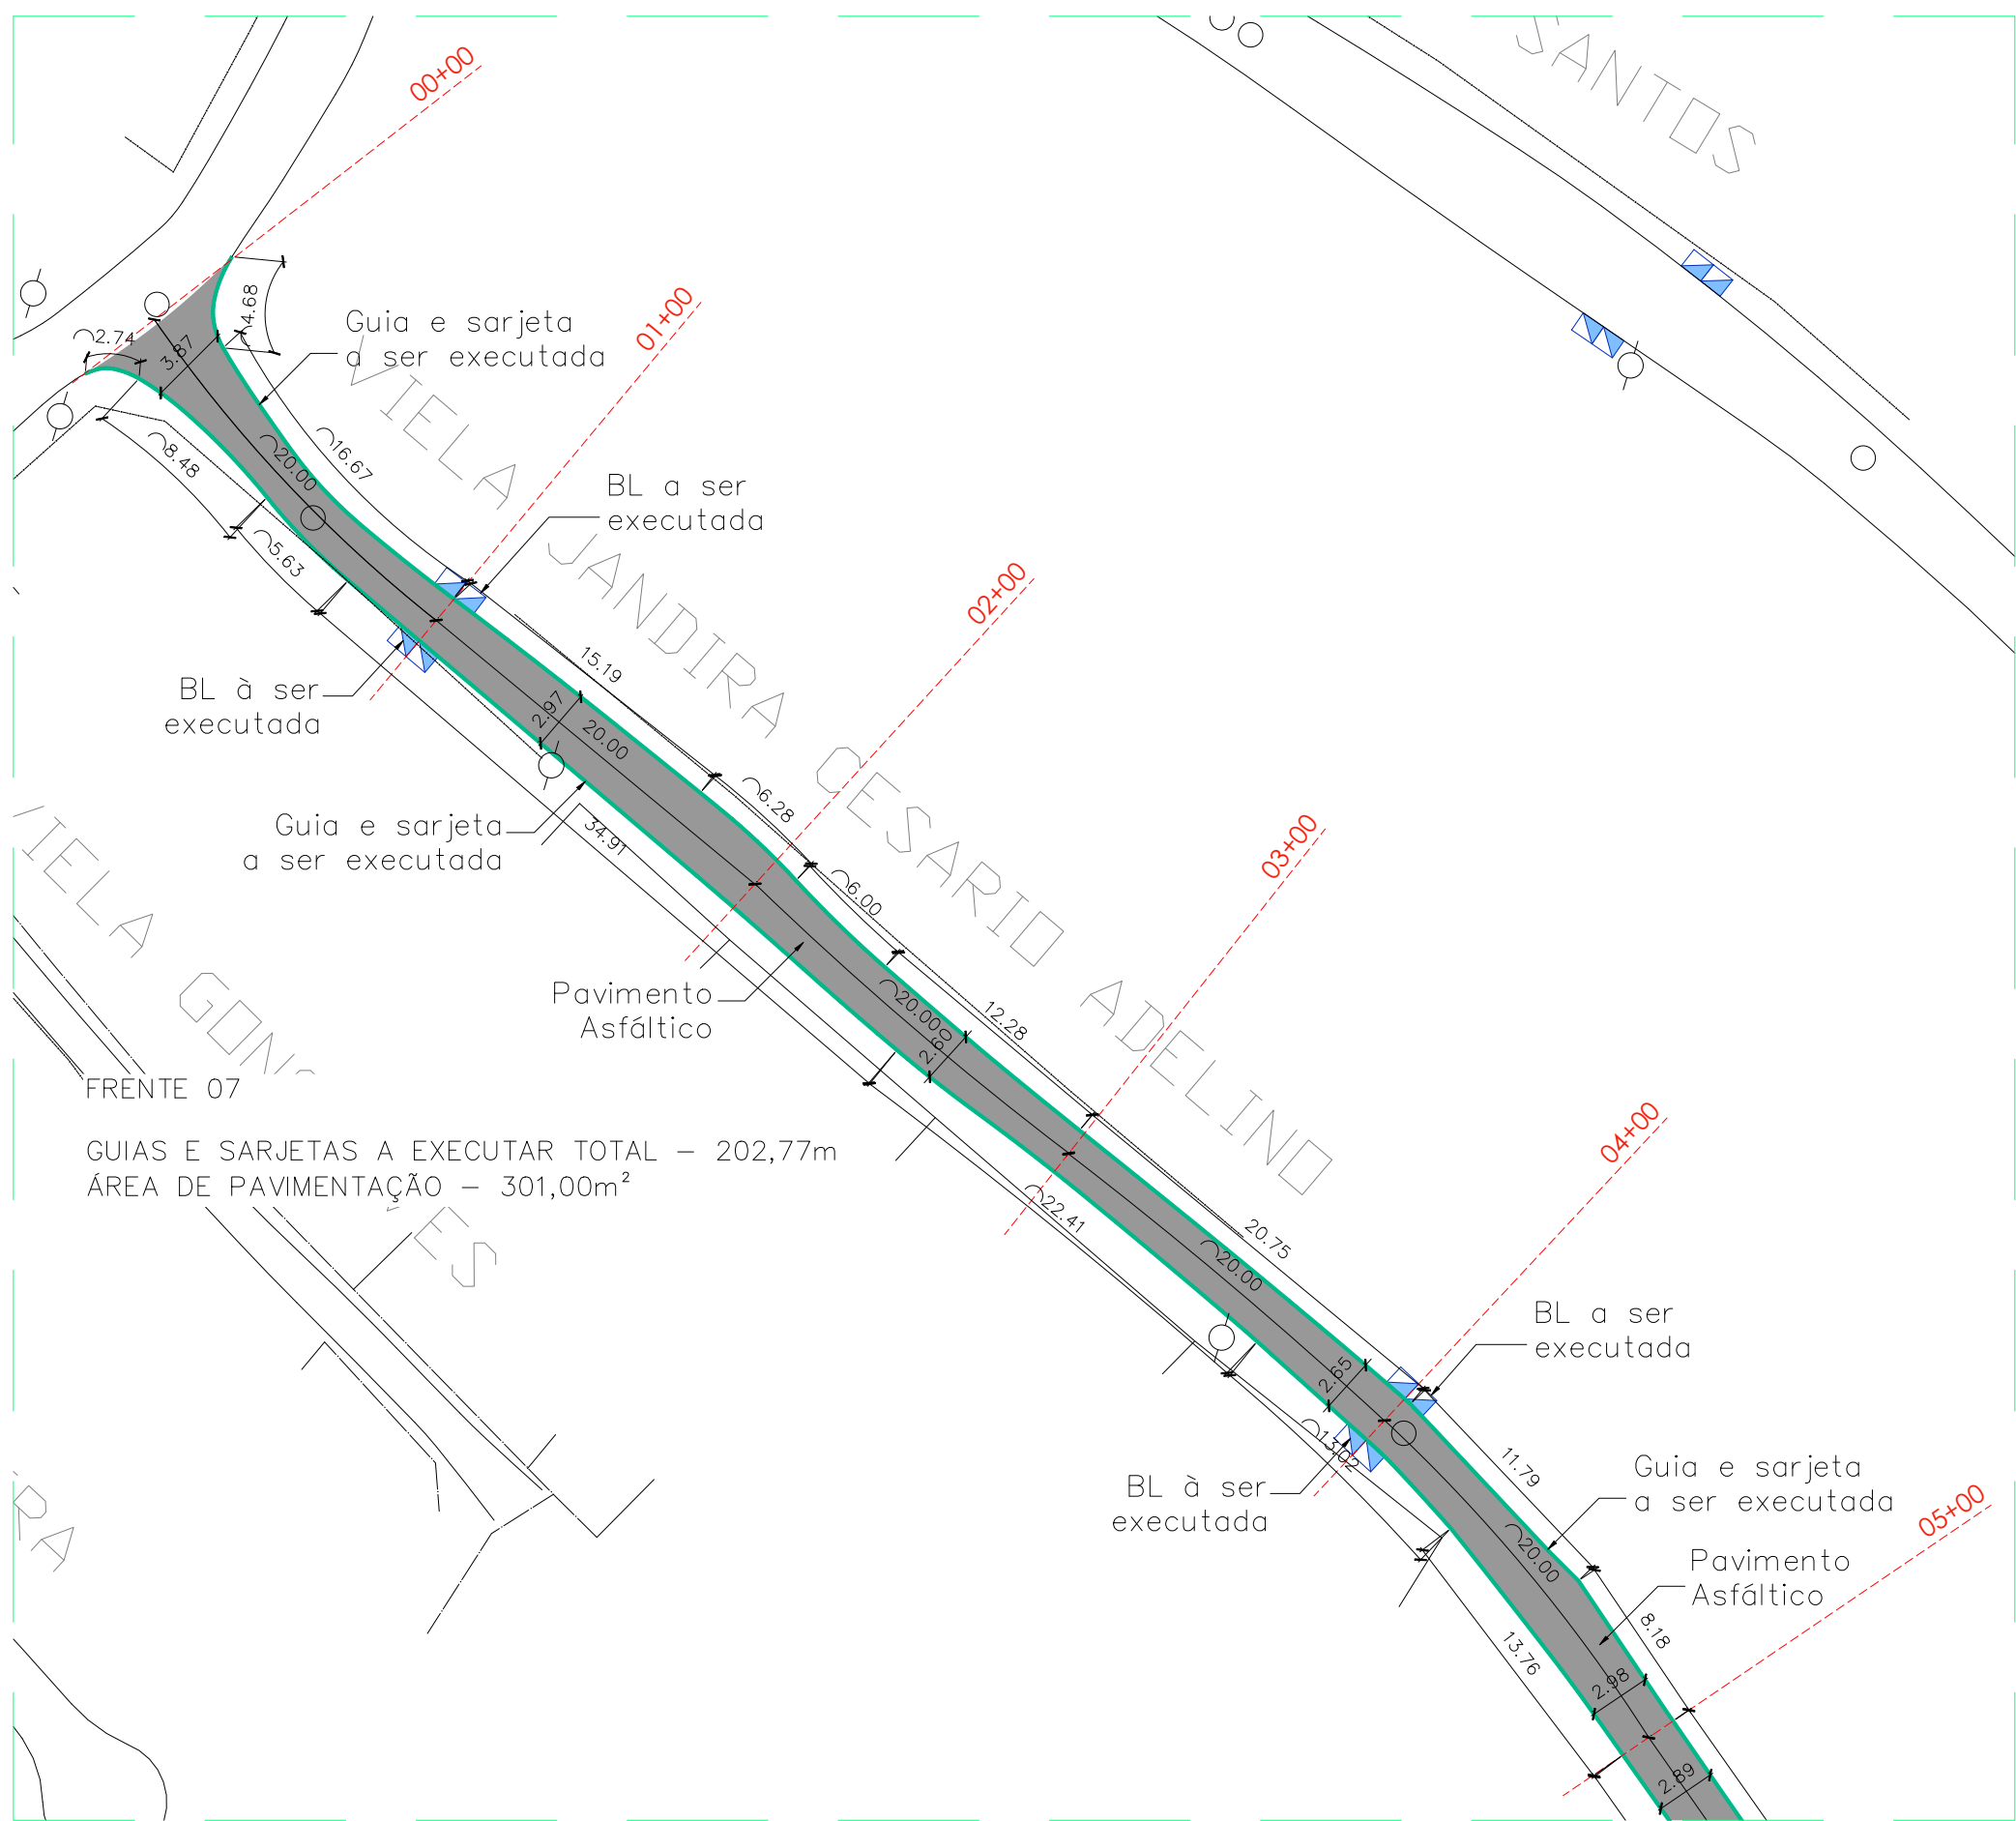 SANTOS
00+00
01+00
4.68
Guia e sarjeta
a ser executada
2.74
3.87
VIELA JANDIRA CESARIO ADELINO
8.48
20.00
16.67
BL a ser
executada
5.63
02+00
15.19
BL à ser
executada
2.97
20.00
6.28
Guia e sarjeta
a ser executada
34.91
03+00
6.00
VIELA GON
ES
Pavimento
Asfáltico
20.00
2.60
12.28
FRENTE 07
GUIAS E SARJETAS A EXECUTAR TOTAL – 202,77m
ÁREA DE PAVIMENTAÇÃO – 301,00m²
04+00
22.41
20.75
20.00
BL a ser
executada
2.65
13.02
11.79
BL à ser
executada
Guia e sarjeta
a ser executada
05+00
20.00
Pavimento
Asfáltico
8.18
13.76
2.98
2.89
RA